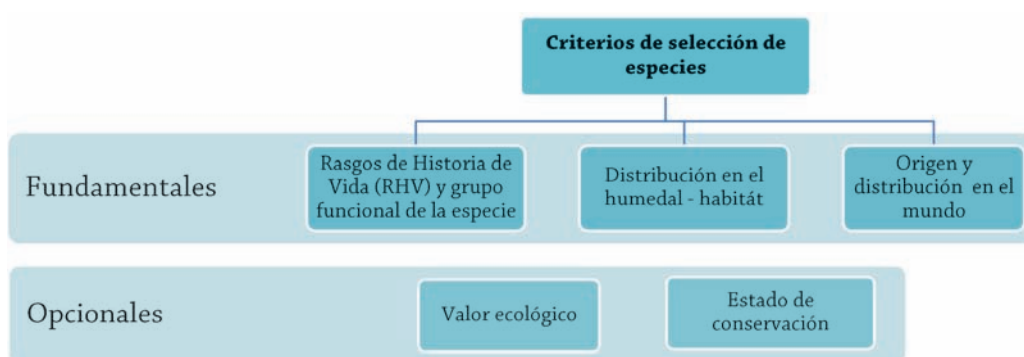 Criterios de selección de
especies
Fundamentales
Rasgos de Historia de
Vida (RHV) y grupo
funcional de la especie
Distribución en el
humedal - habitát
Origen y
distribución en el
mundo
Opcionales
Valor ecológico
Estado de
conservación